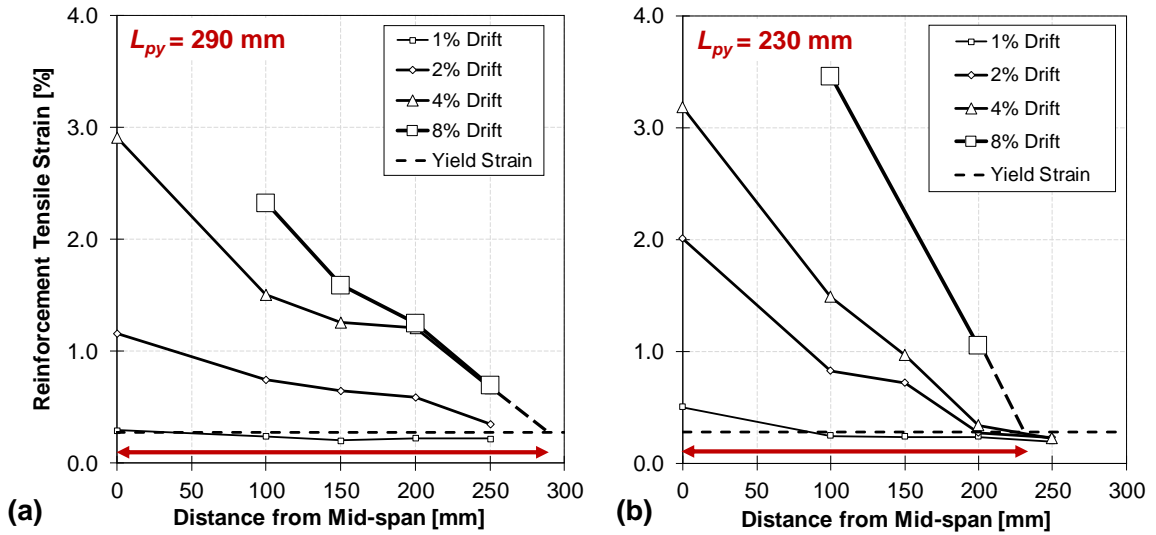 Reinforcement Tensile Strain [%]
4.0
3.0
2.0
1.0
0.0
Lpy = 290 mm
1% Drift
2% Drift
4% Drift
8% Drift
Yield Strain
0 50 100 150 200 250 300
(a) Distance from Mid-span [mm]
4.0
3.0
2.0
1.0
0.0
Lpy = 230 mm
1% Drift
2% Drift
4% Drift
8% Drift
Yield Strain
0 50 100 150 200 250 300
(b) Distance from Mid-span [mm]